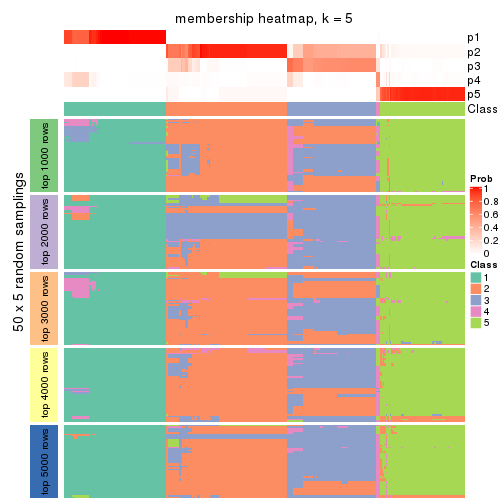 membership heatmap, k = 5
p1
p2
p3
p4
p5
Class
50 x 5 random samplings
top 1000 rows
top 2000 rows
top 3000 rows
top 4000 rows
top 5000 rows
Prob
1
0.8
0.6
0.4
0.2
0
Class
1
2
3
4
5